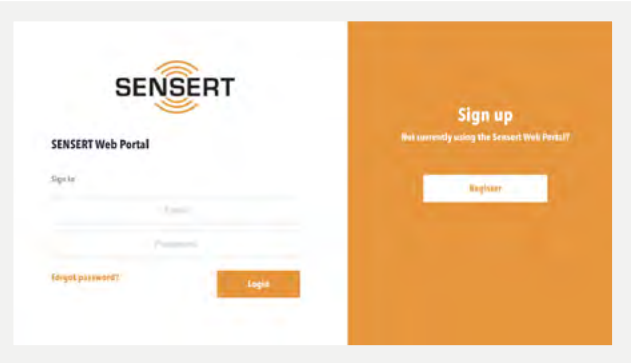 SENSERT
SENSERT Web Portal
Sign In
Email
Password
Forgot password?
Login
Sign up
Not currently using the Sensert Web Portal?
Register